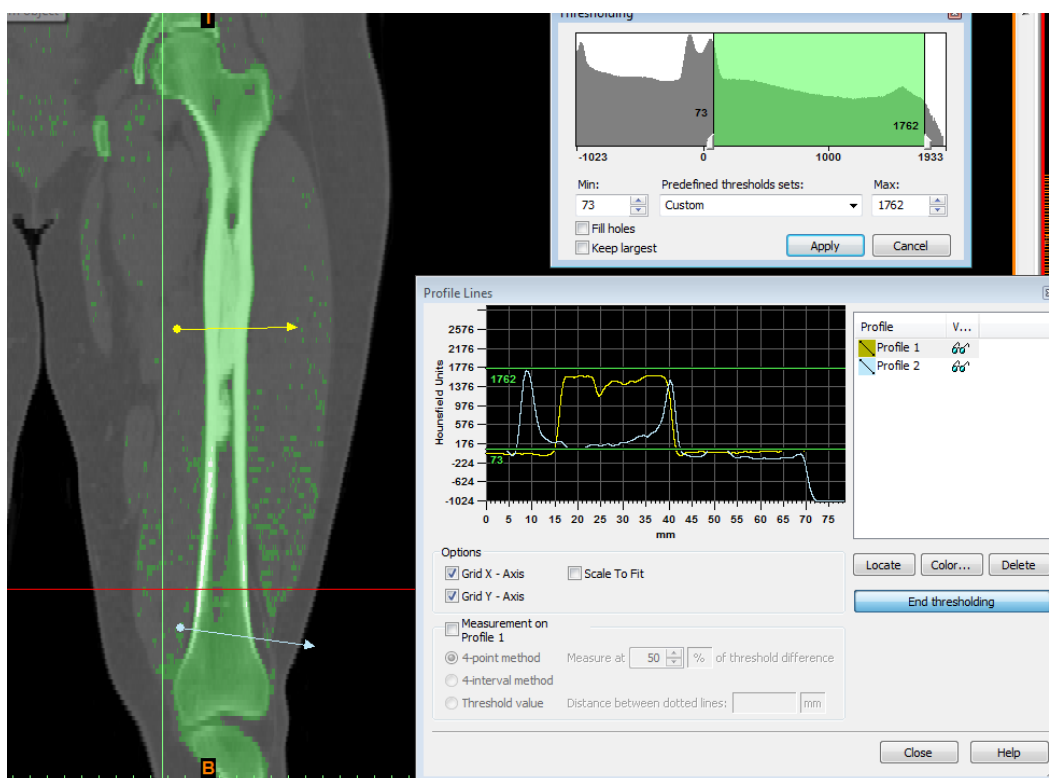 Object
T
B
Thresholding
73
1762
-1023
0
1000
1933
Min:
Predefined thresholds sets:
Max:
73
Custom
1762
Fill holes
Keep largest
Apply
Cancel
Profile Lines
Hounsfield Units
2576
2176
1776
1376
976
576
176
-224
-624
-1024
1762
73
0 5 10 15 20 25 30 35 40 45 50 55 60 65 70 75
mm
Profile V...
Profile 1
Profile 2
Options
Grid X - Axis
Scale To Fit
Grid Y - Axis
Locate
Color...
Delete
End thresholding
Measurement on
Profile 1
4-point method
Measure at 50 % of threshold difference
4-interval method
Threshold value
Distance between dotted lines: mm
Close
Help